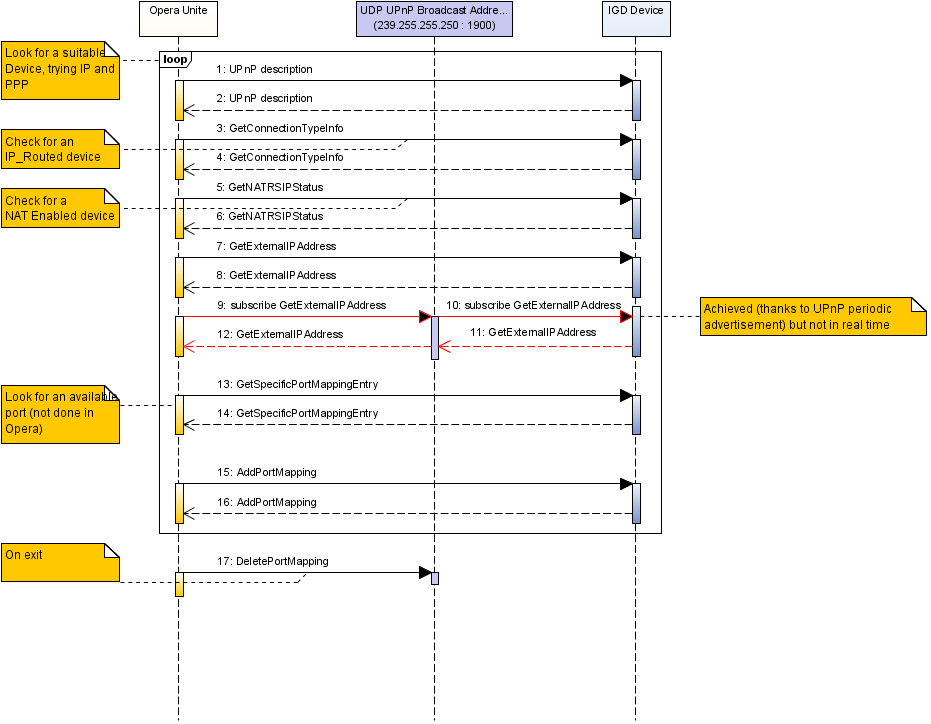 Opera Unite
UDP UPnP Broadcast Addre...
(239.255.255.250 : 1900)
IGD Device
Look for a suitable
Device, trying IP and
PPP
loop
1: UPnP description
2: UPnP description
3: GetConnectionTypeInfo
Check for an
IP_Routed device
4: GetConnectionTypeInfo
5: GetNATRSIPStatus
Check for a
NAT Enabled device
6: GetNATRSIPStatus
7: GetExternalIPAddress
8: GetExternalIPAddress
9: subscribe GetExternalIPAddress
10: subscribe GetExternalIPAddress
Achieved (thanks to UPnP periodic
advertisement) but not in real time
12: GetExternalIPAddress
11: GetExternalIPAddress
13: GetSpecificPortMappingEntry
Look for an available
port (not done in
Opera)
14: GetSpecificPortMappingEntry
15: AddPortMapping
16: AddPortMapping
On exit
17: DeletePortMapping